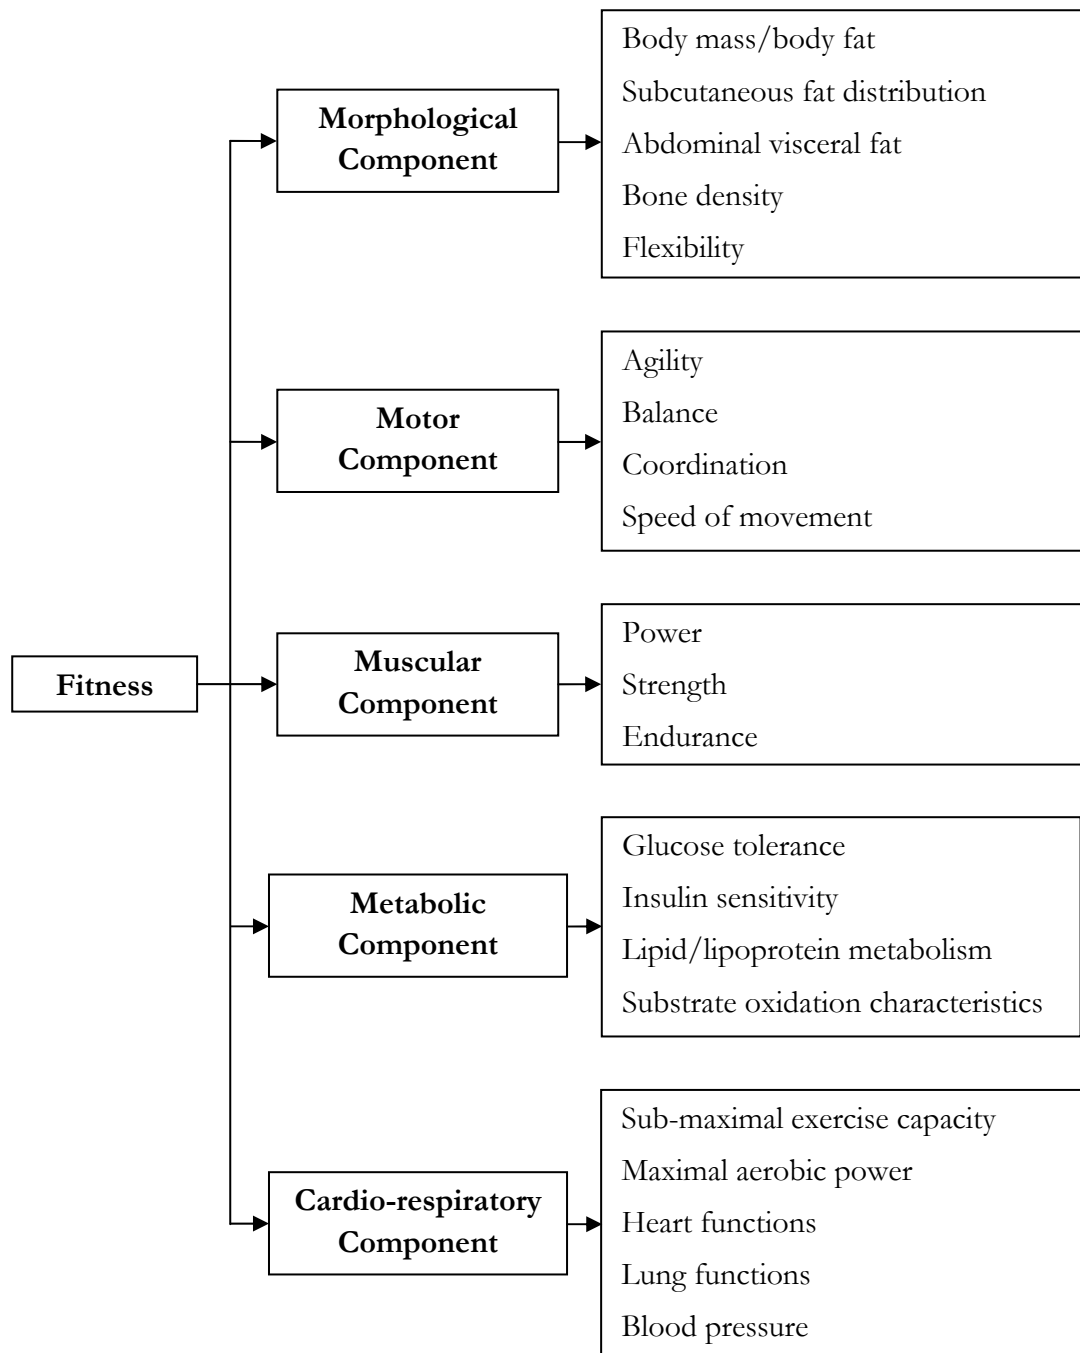 Fitness
Morphological
Component
Body mass/body fat
Subcutaneous fat distribution
Abdominal visceral fat
Bone density
Flexibility
Motor
Component
Agility
Balance
Coordination
Speed of movement
Muscular
Component
Power
Strength
Endurance
Metabolic
Component
Glucose tolerance
Insulin sensitivity
Lipid/lipoprotein metabolism
Substrate oxidation characteristics
Cardio-respiratory
Component
Sub-maximal exercise capacity
Maximal aerobic power
Heart functions
Lung functions
Blood pressure